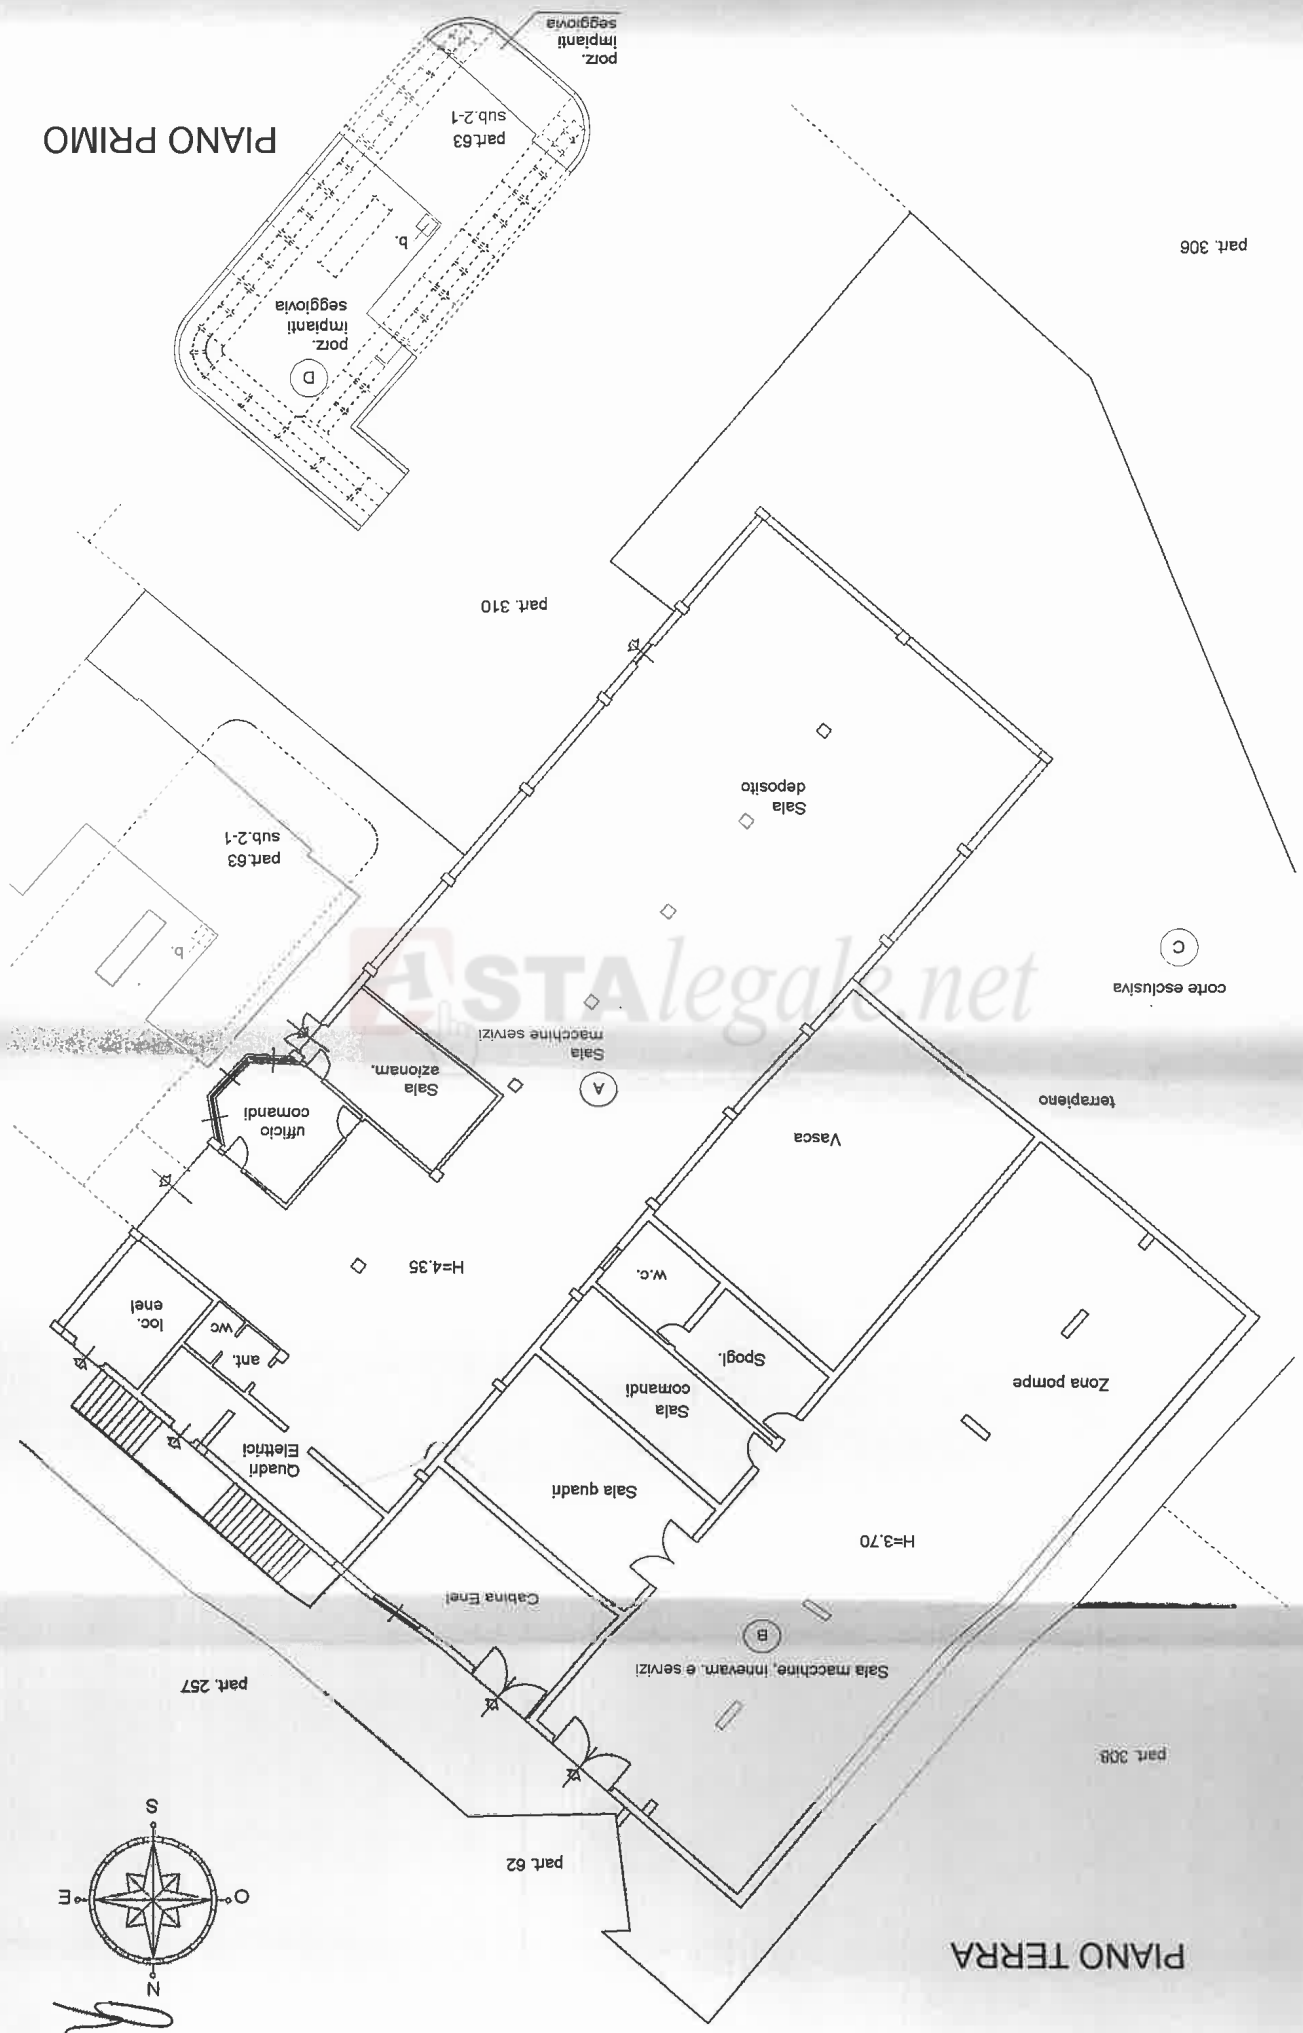 PIANO TERRA
N
O
E
S
part. 62
part. 308
part. 257
Sala macchine, innevam. e servizi
B
Cabina Enel
H=3.70
Sala quadri
Quadri
Elettrici
Zona pompe
Sala
comandi
Spogl.
ant.
wc
loc.
enel
W.C.
H=4.35
Vasca
ufficio
comandi
terrapieno
A
Sala
azionam.
Sala
macchine servizi
corte esclusiva
C
b.
part.63
sub.2-1
Sala
deposito
part. 310
D
porz.
impianti
seggiovia
b.
part. 306
part.63
sub.2-1
PIANO PRIMO
porz.
impianti
seggiovia
ASTAlegale.net